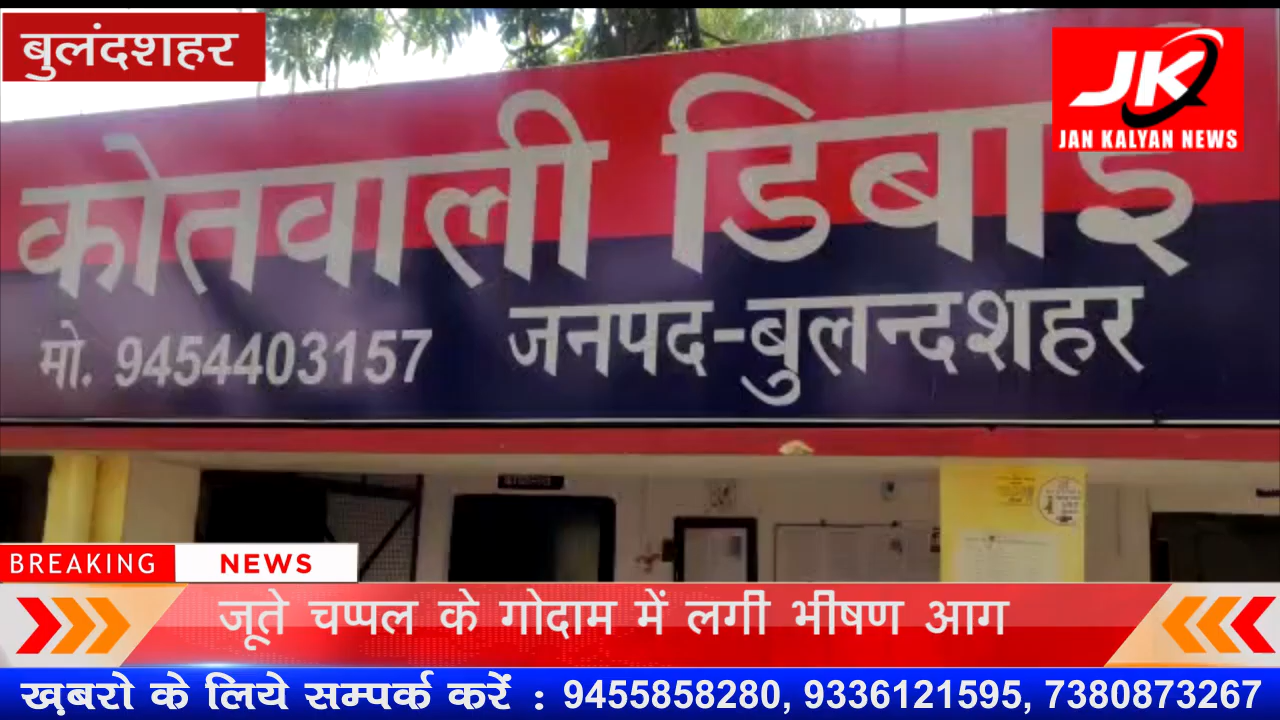 बुलंदशहर
JK
JAN KALYAN NEWS
कोतवाली डिबाई
मो. 9454403157 जनपद-बुलन्दशहर
BREAKING NEWS
जूते चप्पल के गोदाम में लगी भीषण आग
ख़बरो के लिये सम्पर्क करें : 9455858280, 9336121595, 7380873267